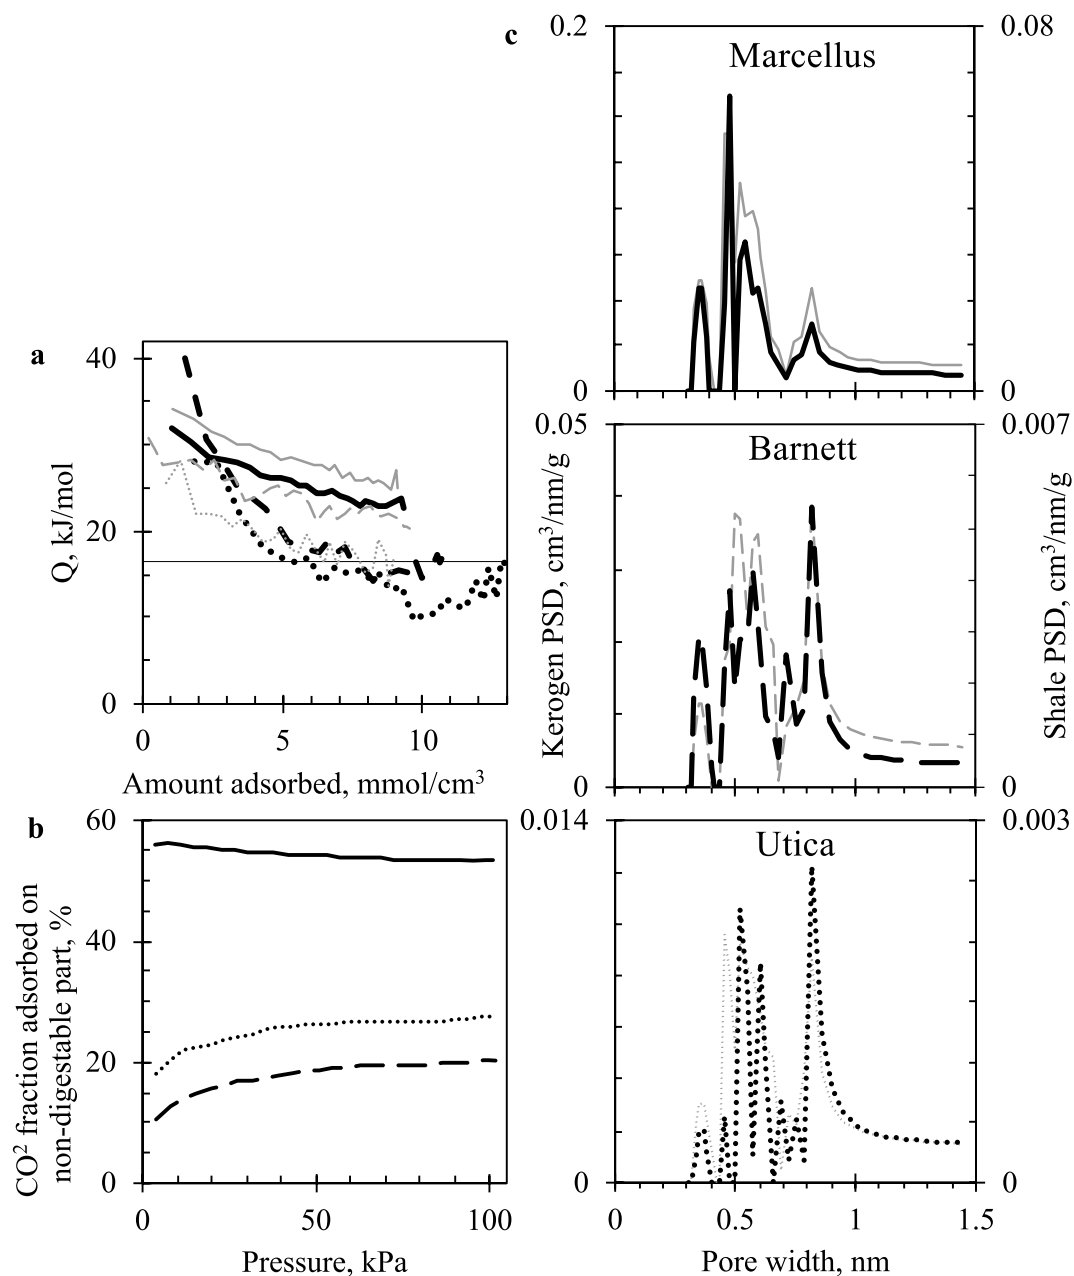 a
40
20
0
0
5
10
Q, kJ/mol
Amount adsorbed, mmol/cm³
b
60
40
20
0
0
50
100
CO² fraction adsorbed on
non-digestable part, %
Pressure, kPa
c
0.2
0.08
Marcellus
0
0
0.05
0.007
Barnett
0
0
Kerogen PSD, cm³/nm/g
Shale PSD, cm³/nm/g
0.014
0.003
Utica
0
0
0
0.5
1
1.5
Pore width, nm